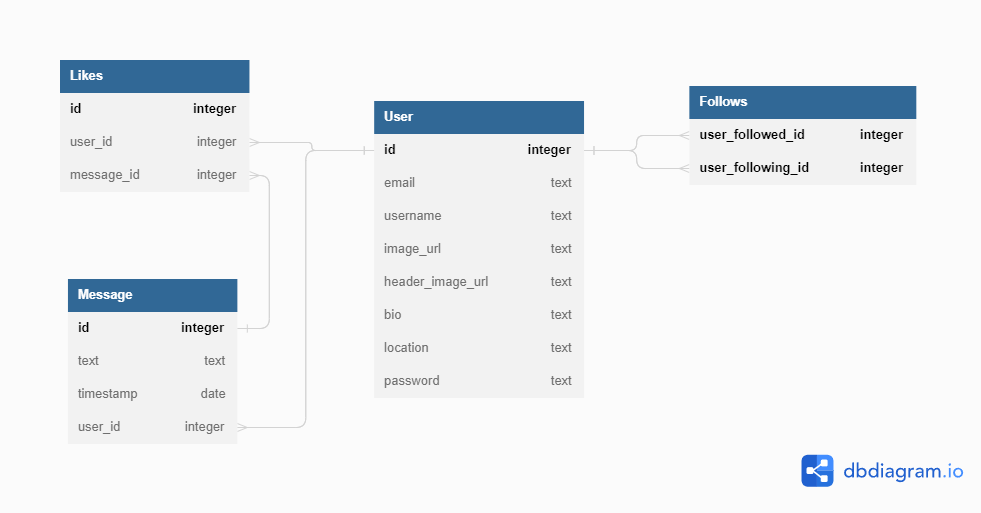 Likes
id integer
user_id integer
message_id integer
Message
id integer
text text
timestamp date
user_id integer
User
id integer
email text
username text
image_url text
header_image_url text
bio text
location text
password text
Follows
user_followed_id integer
user_following_id integer
dbdiagram.io